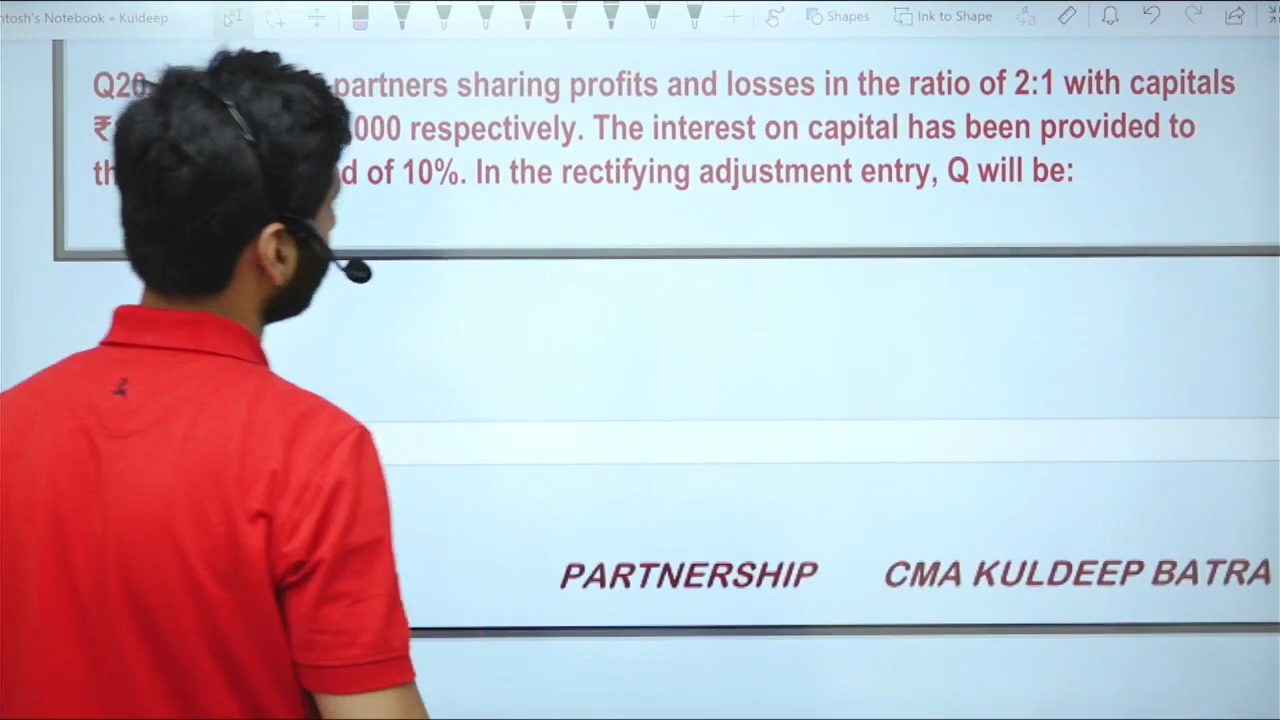 ntosh's Notebook » Kuldeep
Shapes
Ink to Shape
Q20 partners sharing profits and losses in the ratio of 2:1 with capitals
₹ 000 respectively. The interest on capital has been provided to
d of 10%. In the rectifying adjustment entry, Q will be:
PARTNERSHIP
CMA KULDEEP BATRA